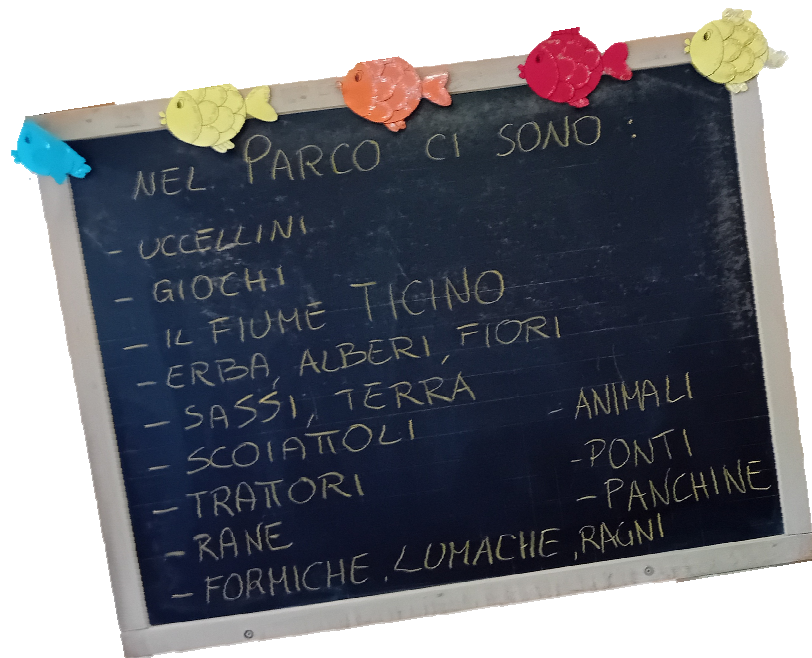 NEL PARCO CI SONO :
- UCCELLINI
- GIOCHI
- IL FIUME TICINO
- ERBA, ALBERI, FIORI
- SASSI, TERRA
- SCOIATTOLI
- TRATTORI
- RANE
- FORMICHE, LUMACHE, RAGNI
- ANIMALI
- PONTI
- PANCHINE